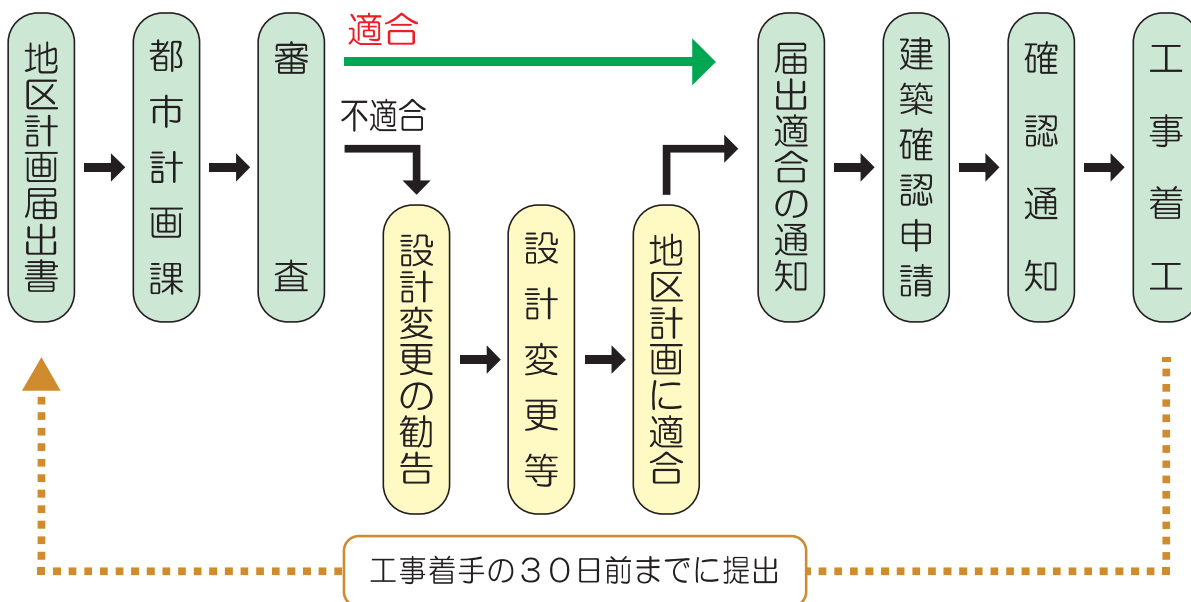 地区計画届出書
都市計画課
審査
適合
不適合
設計変更の勧告
設計変更等
地区計画に適合
届出適合の通知
建築確認申請
確認通知
工事着工
工事着手の30日前までに提出